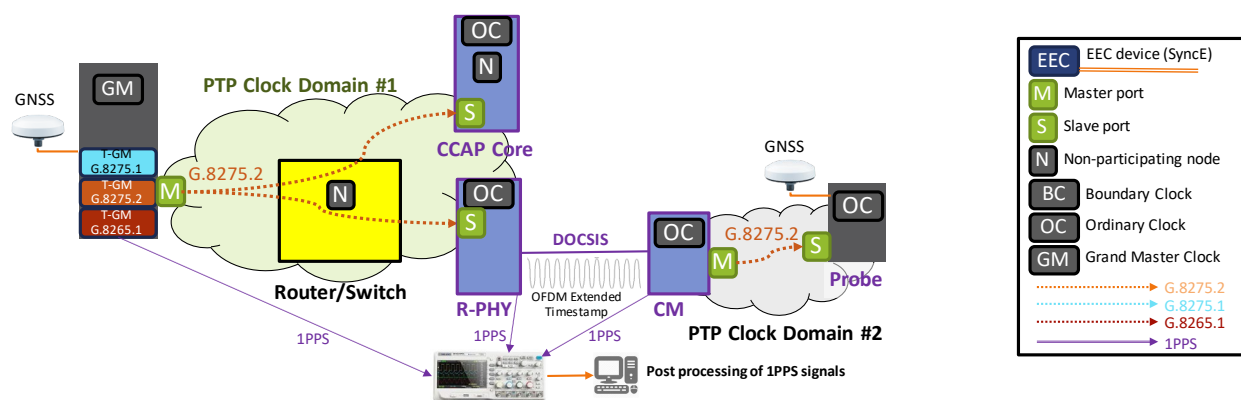 GNSS
GM
T-GM
G.8275.1
T-GM
G.8275.2
T-GM
G.8265.1
M
PTP Clock Domain #1
G.8275.2
N
Router/Switch
OC
N
S
CCAP Core
OC
S
R-PHY
DOCSIS
OFDM Extended
Timestamp
OC
M
CM
G.8275.2
GNSS
OC
S
Probe
PTP Clock Domain #2
1PPS
1PPS
1PPS
Post processing of 1PPS signals
EEC
EEC device (SyncE)
M
Master port
S
Slave port
N
Non-participating node
BC
Boundary Clock
OC
Ordinary Clock
GM
Grand Master Clock
G.8275.2
G.8275.1
G.8265.1
1PPS